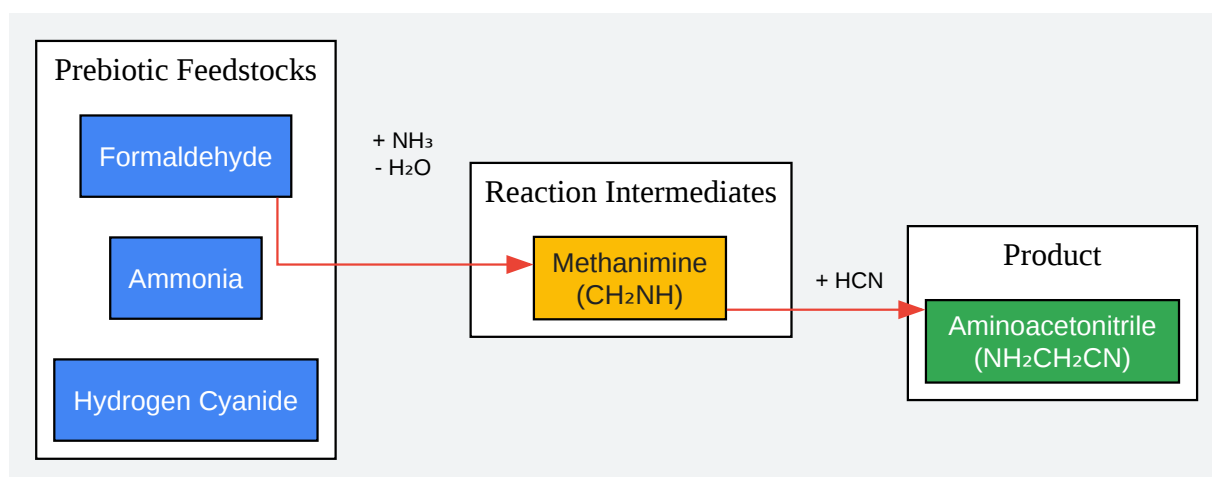 Prebiotic Feedstocks
Formaldehyde
Ammonia
Hydrogen Cyanide
+ NH₃
- H₂O
Reaction Intermediates
Methanimine
(CH₂NH)
+ HCN
Product
Aminoacetonitrile
(NH₂CH₂CN)